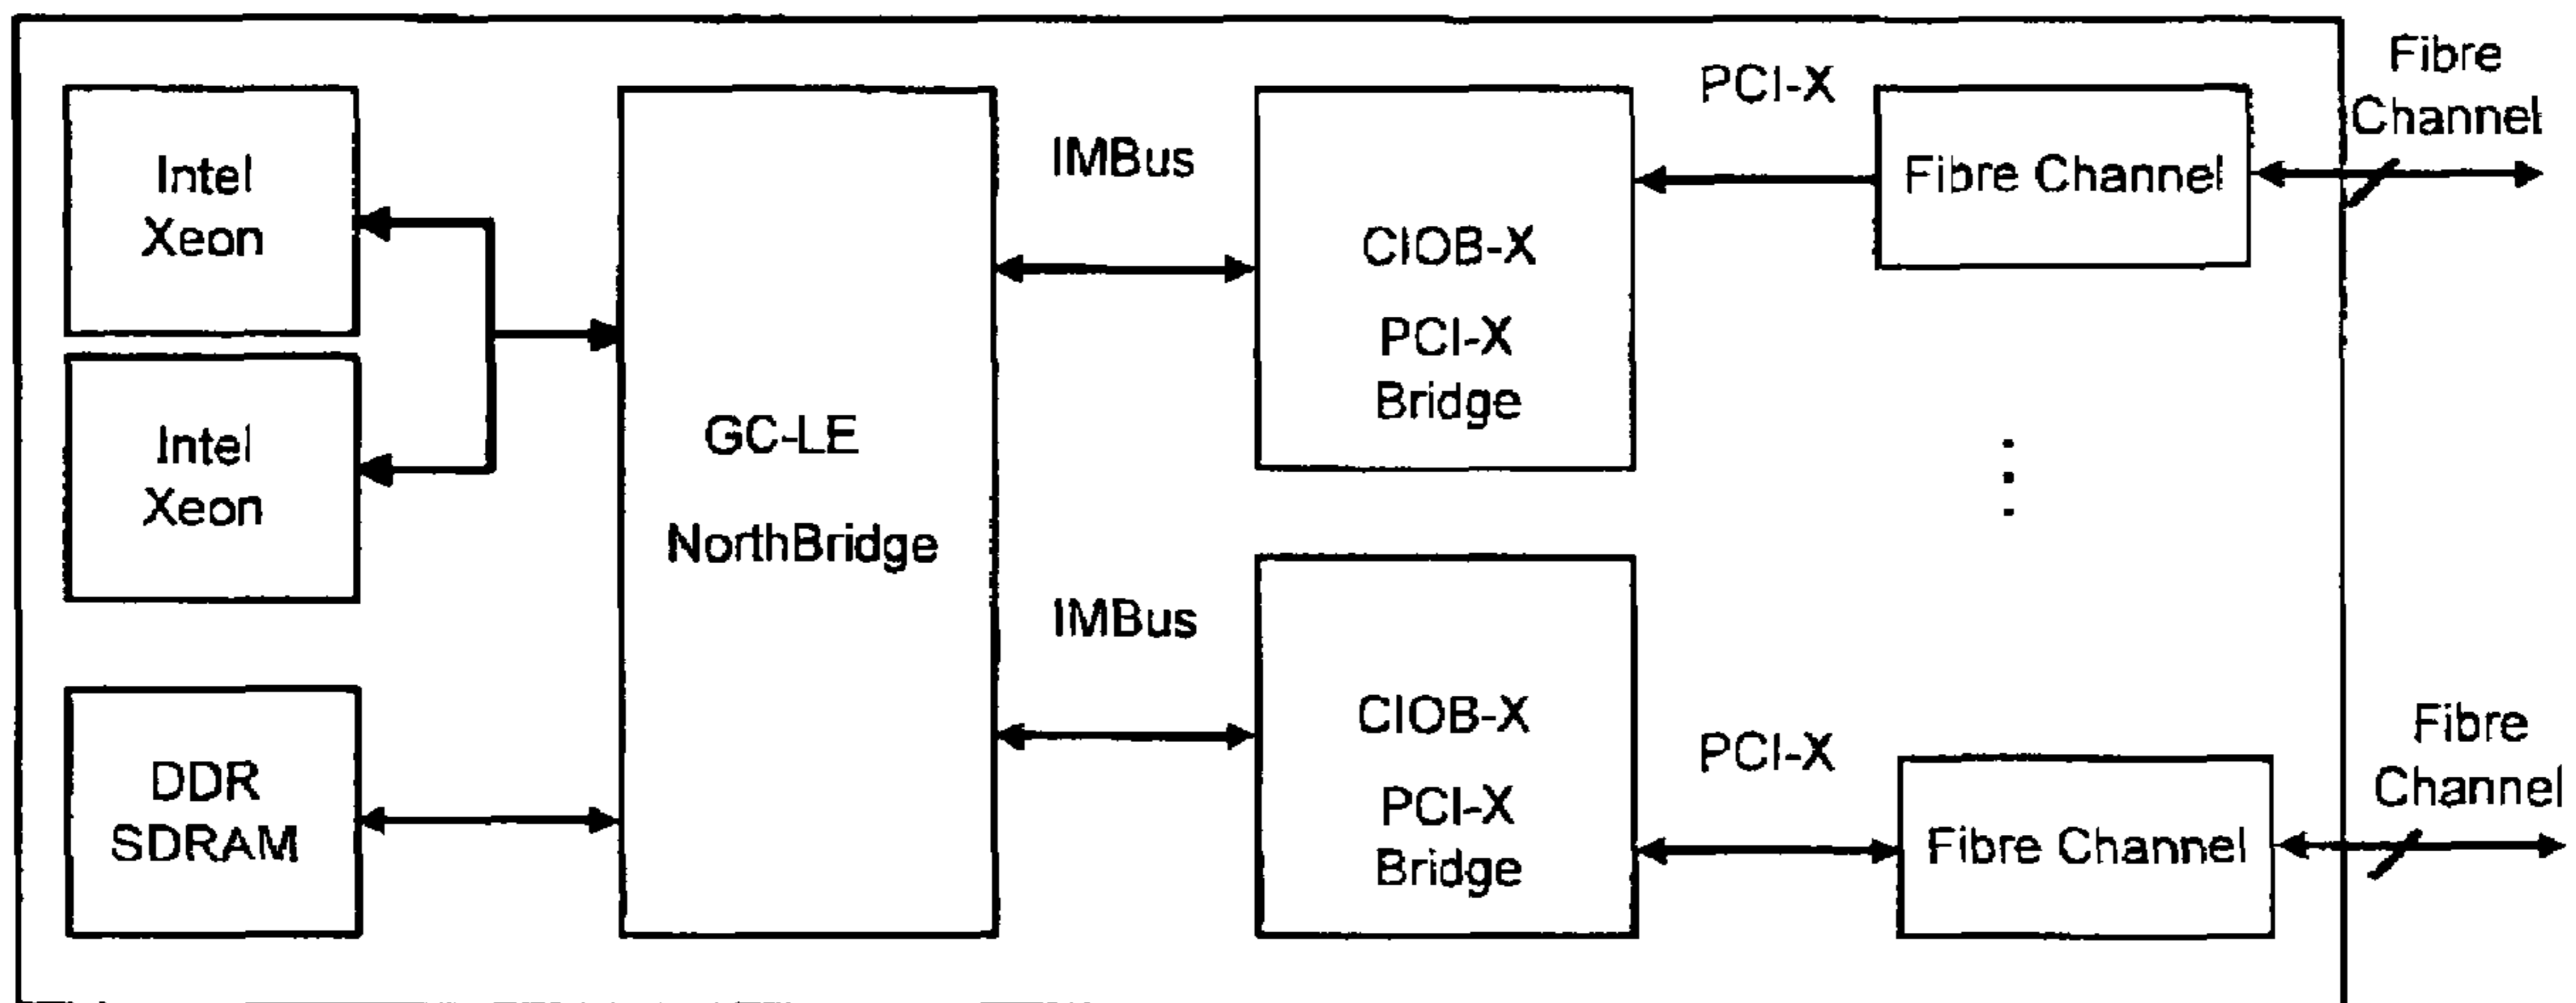 Intel
Xeon
Intel
Xeon
DDR
SDRAM
GC-LE
NorthBridge
IMBus
IMBus
CIOB-X
PCI-X
Bridge
CIOB-X
PCI-X
Bridge
PCI-X
Fibre Channel
PCI-X
Fibre Channel
Fibre
Channel
Fibre
Channel